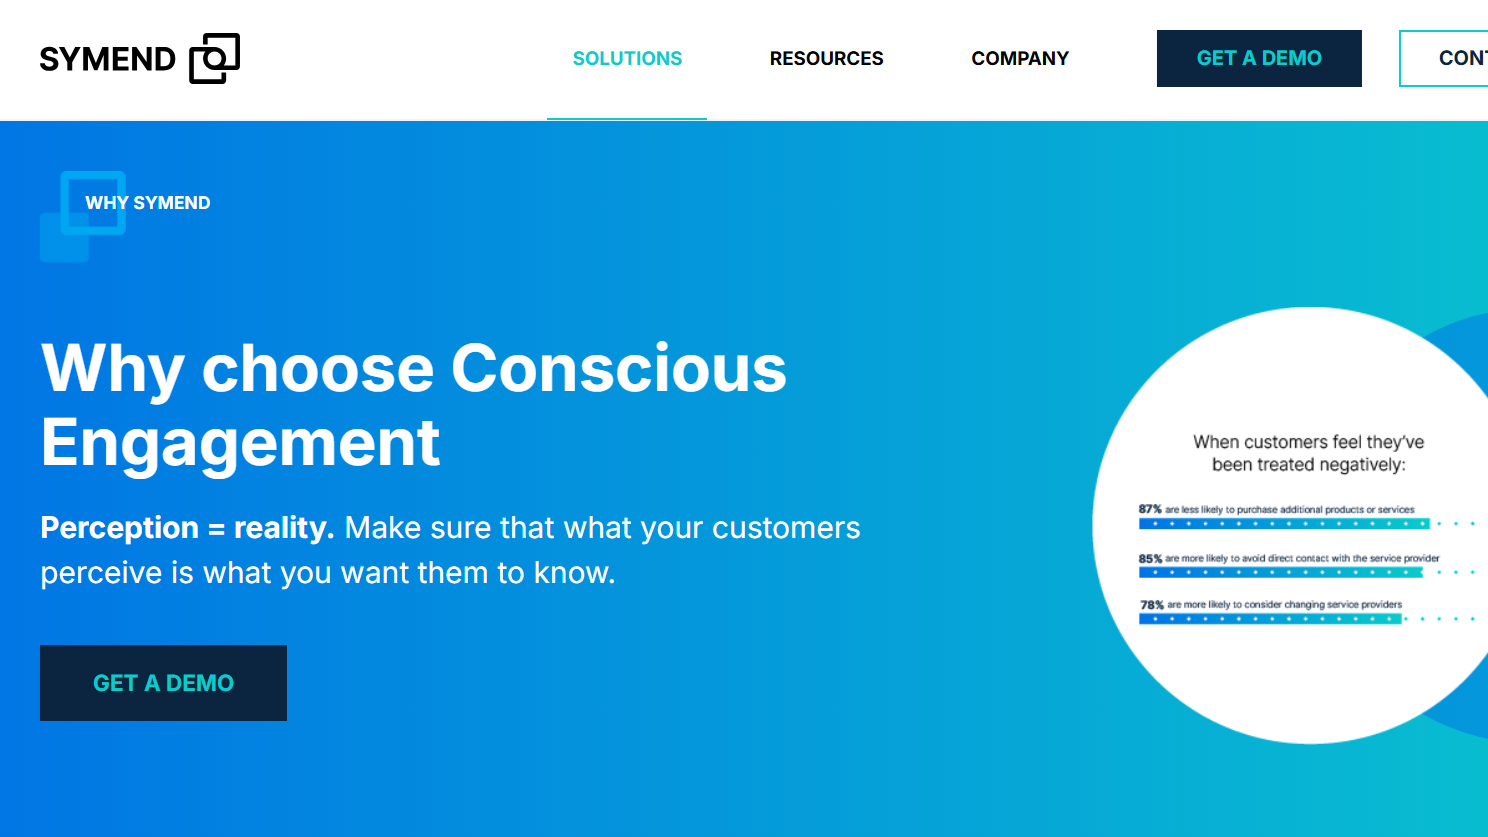 SYMEND
SOLUTIONS
RESOURCES
COMPANY
GET A DEMO
WHY SYMEND
Why choose Conscious
Engagement
Perception = reality. Make sure that what your customers
perceive is what you want them to know.
GET A DEMO
When customers feel they've
been treated negatively:
87% are less likely to purchase additional products or services
85% are more likely to avoid direct contact with the service provider
78% are more likely to consider changing service providers